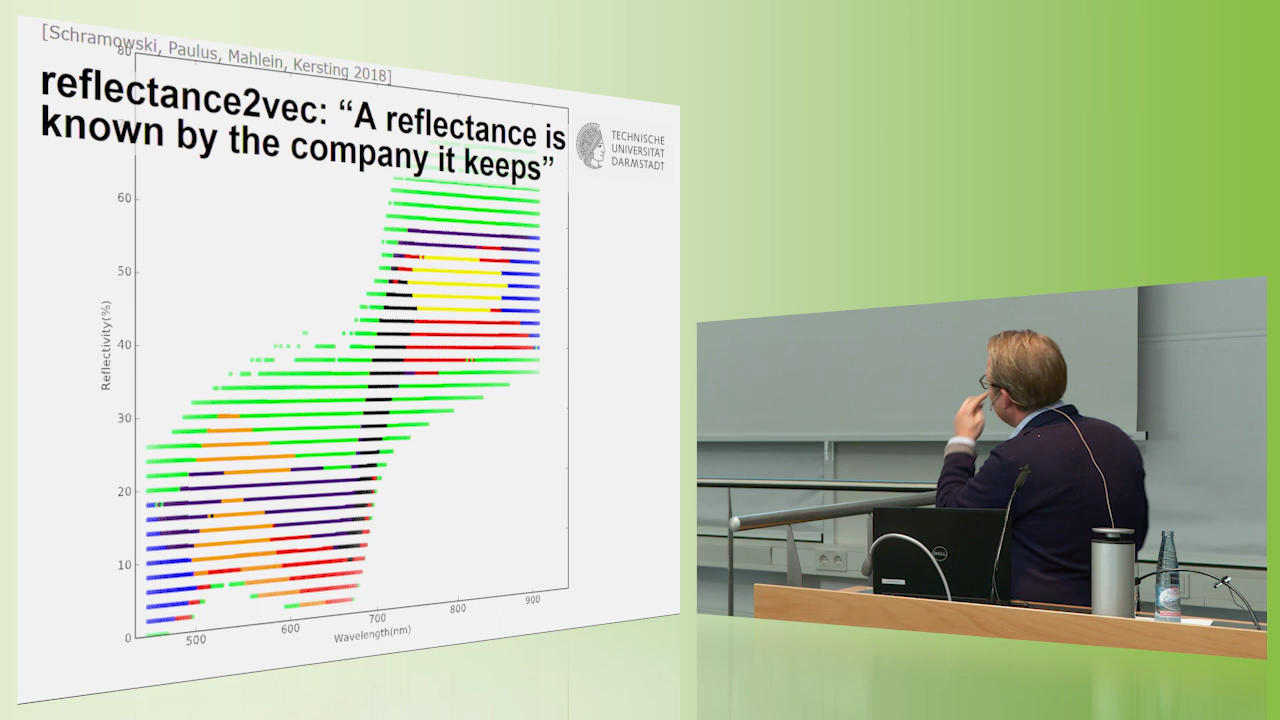 [Schramowski, Paulus, Mahlein, Kersting 2018]
reflectance2vec: “A reflectance is
known by the company it keeps”
TECHNISCHE
UNIVERSITÄT
DARMSTADT
80
60
50
40
30
20
10
0
Reflectivity(%)
500
600
700
800
900
Wavelength(nm)
DELL